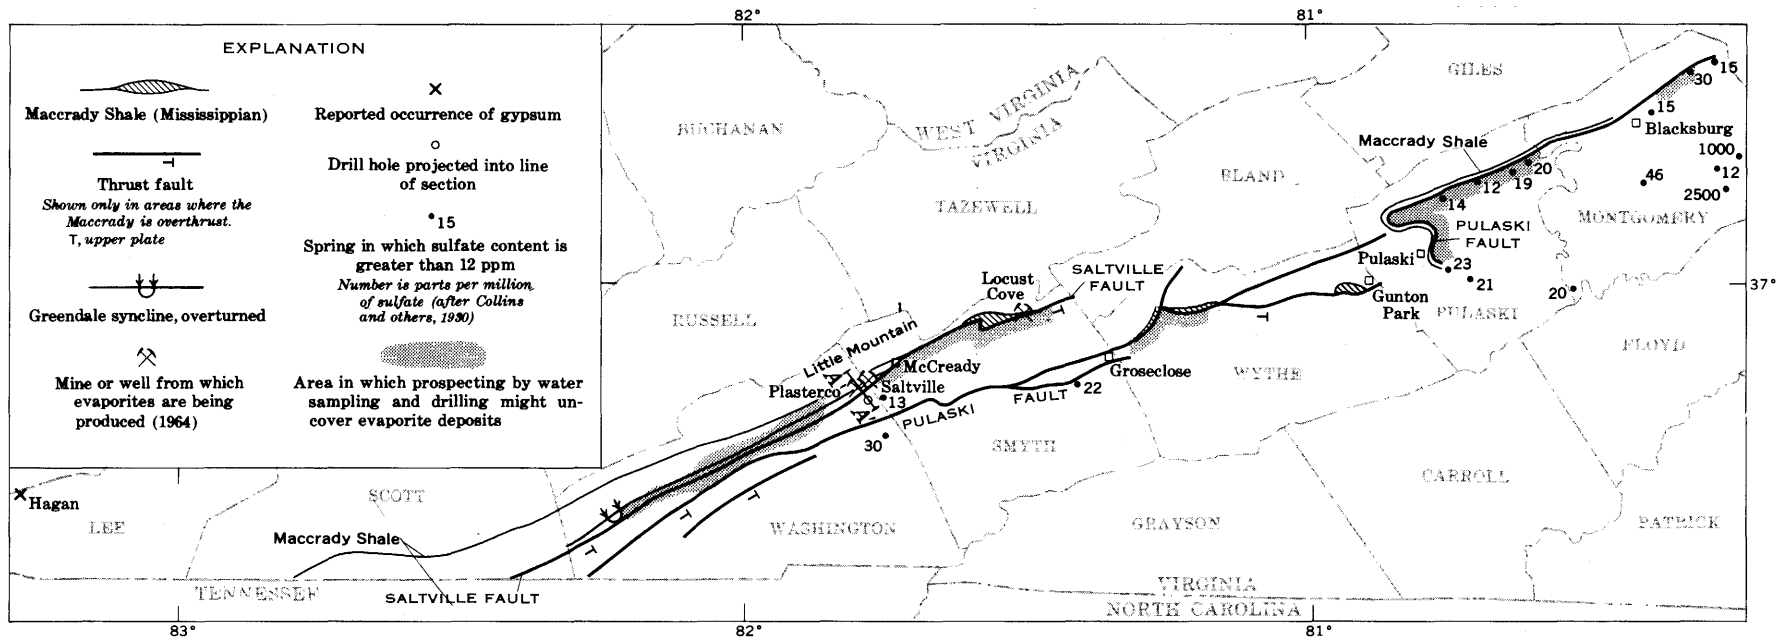 82°
81°
EXPLANATION
Maccrady Shale (Mississippian)
Thrust fault
Shown only in areas where the
Maccrady is overthrust.
T, upper plate
Greendale syncline, overturned
Mine or well from which
evaporites are being
produced (1964)
Reported occurrence of gypsum
Drill hole projected into line
of section
15
Spring in which sulfate content is
greater than 12 ppm
Number is parts per million
of sulfate (after Collins
and others, 1930)
Area in which prospecting by water
sampling and drilling might un-
cover evaporite deposits
GILES
15
30
15
Blacksburg
BUCHANAN
WEST VIRGINIA
VIRGINIA
Maccrady Shale
1000
20
19
12
14
46
12
2500
BLAND
TAZEWELL
MONTGOMERY
PULASKI
FAULT
Pulaski
23
21
20
Locust
Cove
SALTVILLE
FAULT
T
Gunton
Park
37°
PULASKI
T
RUSSELL
Little Mountain
FLOYD
McCready
A
Plasterco
Saltville
13
A'
Groseclose
WYTHE
22
PULASKI
FAULT
30
SMYTH
CARROLL
Hagan
SCOTT
LEE
T
T
T
WASHINGTON
GRAYSON
PATRICK
Maccrady Shale
TENNESSEE
SALTVILLE FAULT
VIRGINIA
NORTH CAROLINA
83°
82°
81°